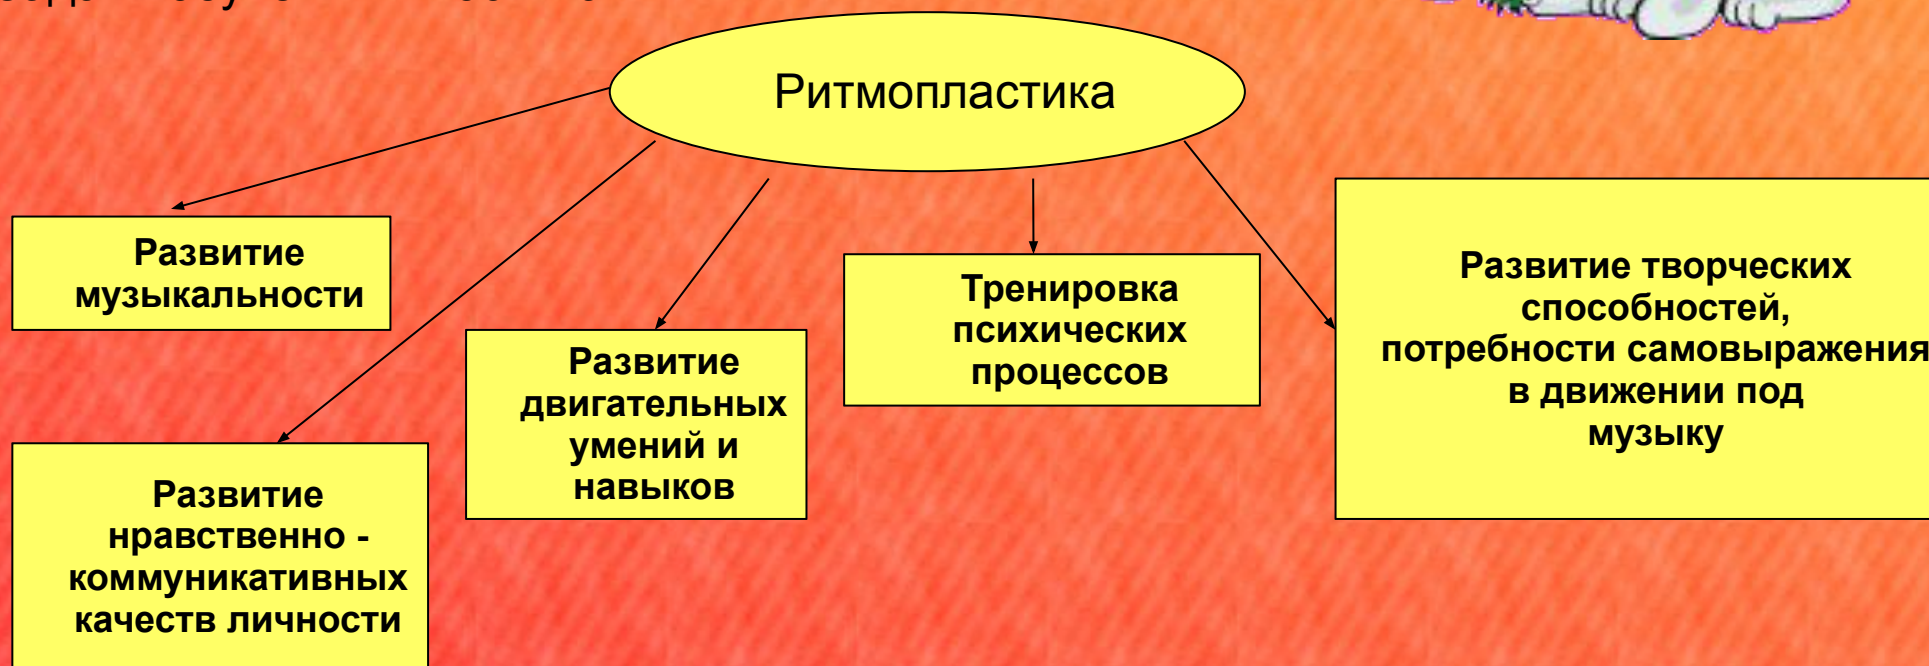 Ритмопластика
Развитие
музыкальности
Развитие
нравственно -
коммуникативных
качеств личности
Развитие
двигательных
умений и
навыков
Тренировка
психических
процессов
Развитие творческих
способностей,
потребности самовыражения
в движении под
музыку